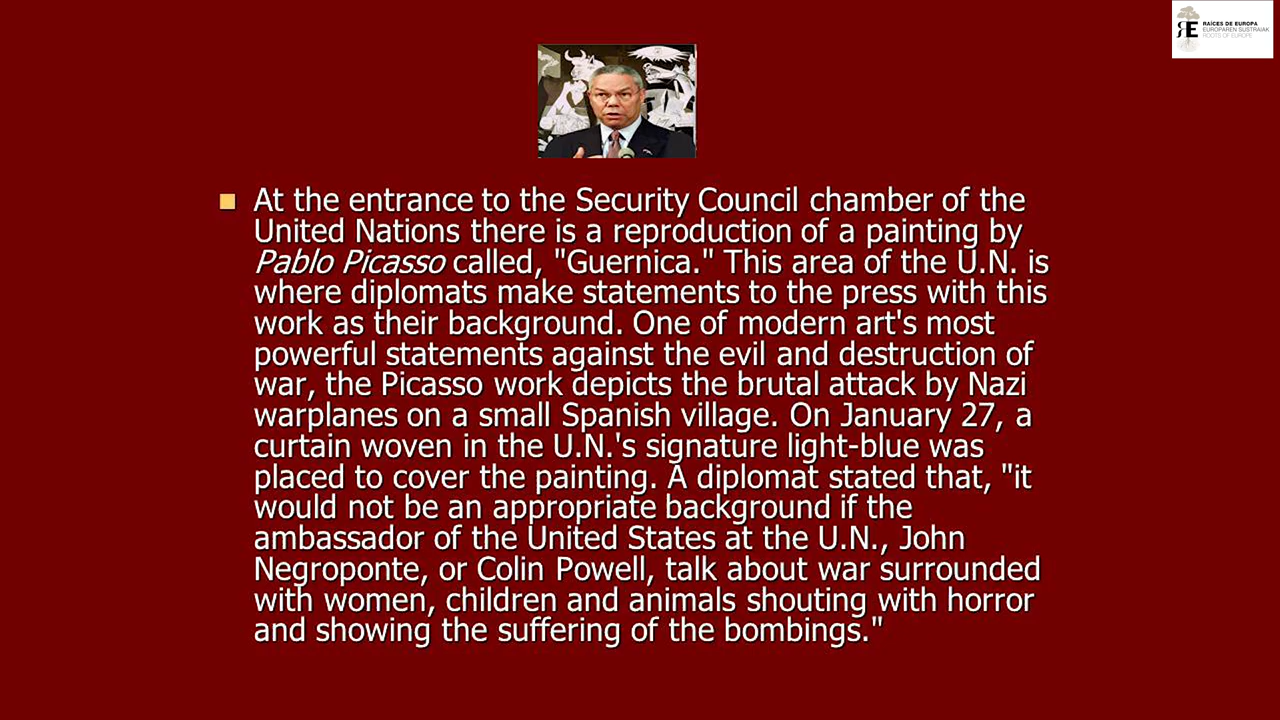 RAÍCES DE EUROPA
EUROPAREN SUSTRAIAK
ROOTS OF EUROPE
At the entrance to the Security Council chamber of the
United Nations there is a reproduction of a painting by
Pablo Picasso called, "Guernica." This area of the U.N. is
where diplomats make statements to the press with this
work as their background. One of modern art's most
powerful statements against the evil and destruction of
war, the Picasso work depicts the brutal attack by Nazi
warplanes on a small Spanish village. On January 27, a
curtain woven in the U.N.'s signature light-blue was
placed to cover the painting. A diplomat stated that, "it
would not be an appropriate background if the
ambassador of the United States at the U.N., John
Negroponte, or Colin Powell, talk about war surrounded
with women, children and animals shouting with horror
and showing the suffering of the bombings."